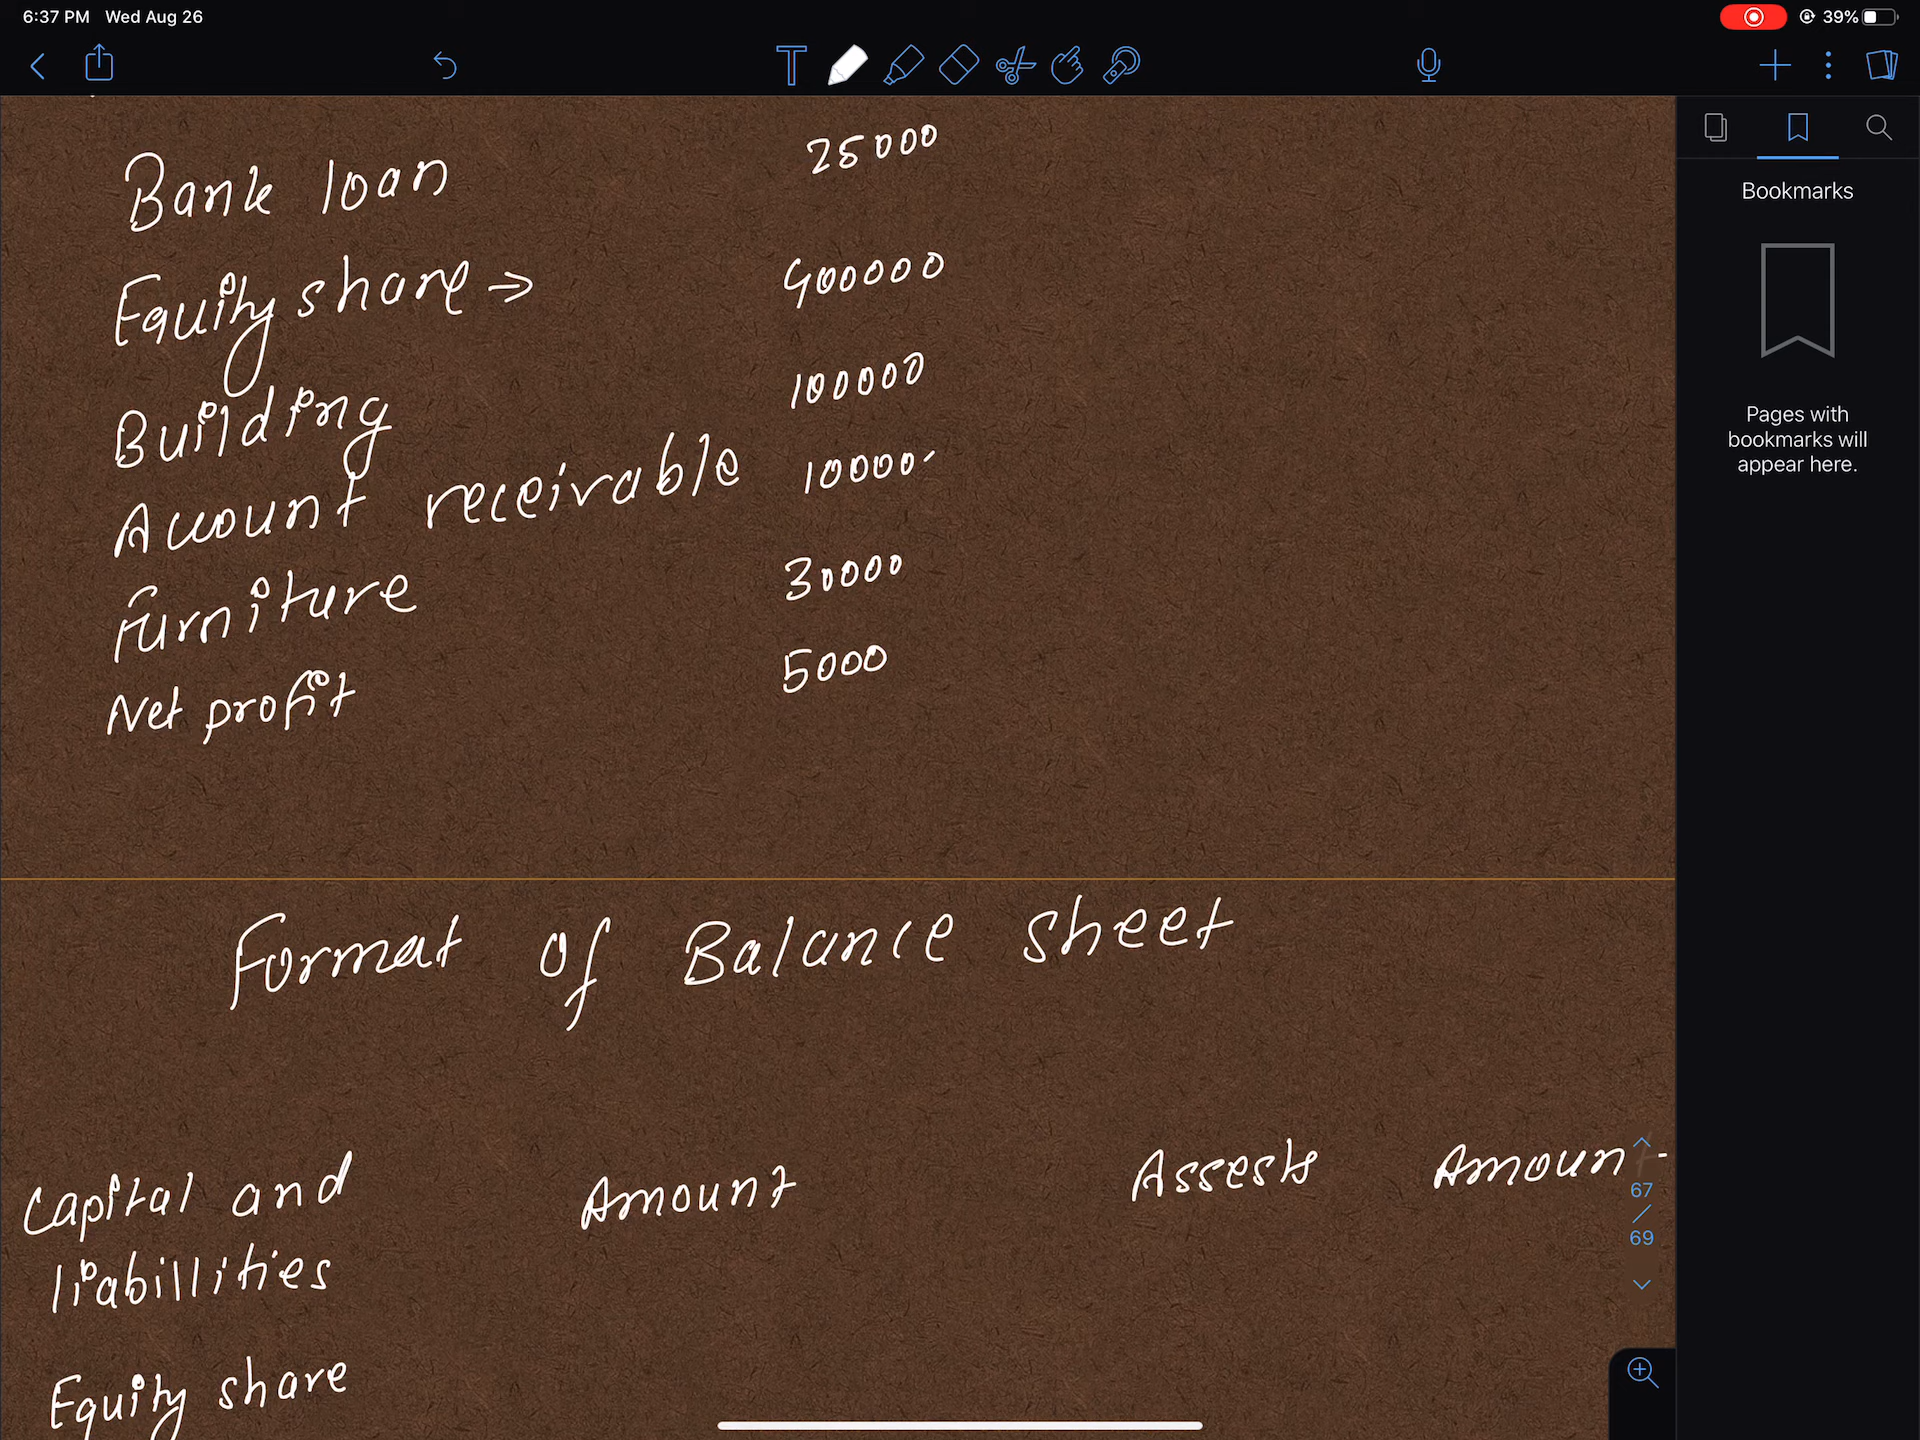 6:37 PM Wed Aug 26
39%
Bookmarks
Pages with
bookmarks will
appear here.
Bank loan 25000
Equity share → 400000
Building 100000
Account receivable 10000
Furniture 30000
Net profit 5000
Format of Balance sheet
Capital and Amount Assests Amount
liabillities
Equity share
67
/
69